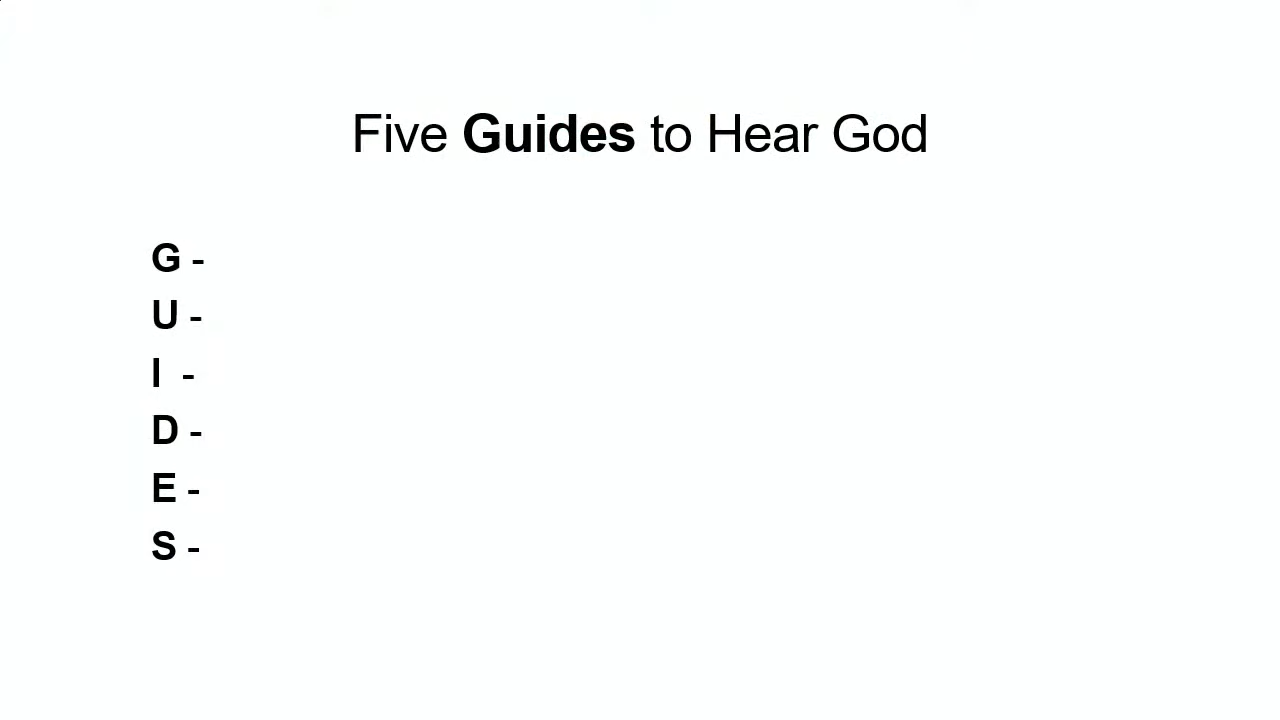 Five Guides to Hear God
G -
U -
I -
D -
E -
S -